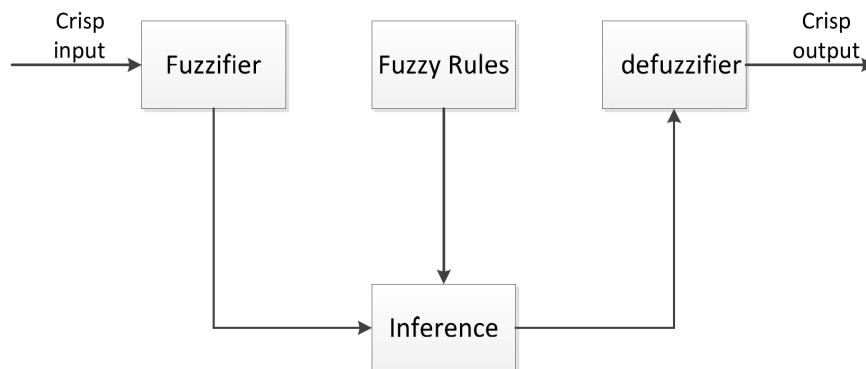 Crisp
input
Fuzzifier
Fuzzy Rules
defuzzifier
Crisp
output
Inference